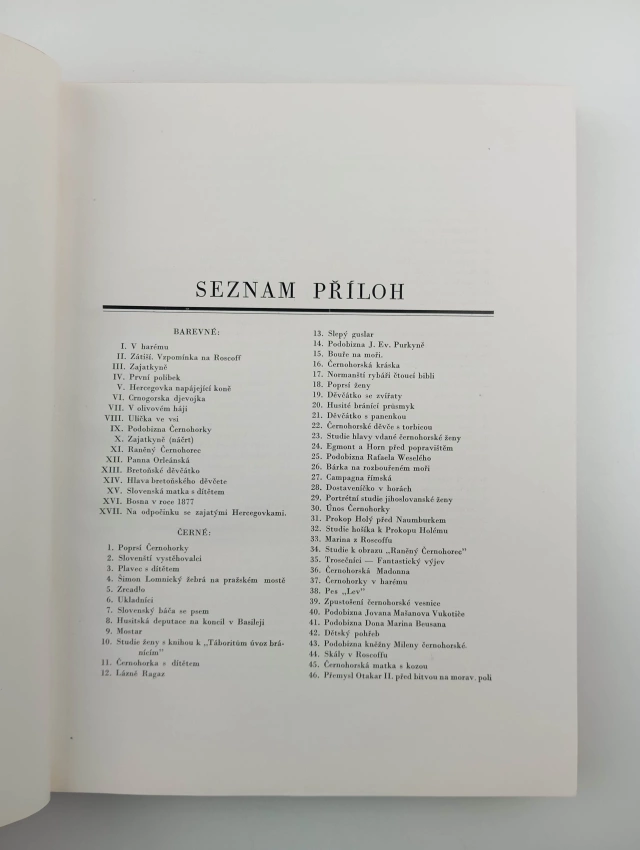 SEZNAM PŘÍLOH
BAREVNÉ:
I. V harému
II. Zátiší. Vzpomínka na Roscoff
III. Zajatkyně
IV. První polibek
V. Hercegovka napájející koně
VI. Crnogorska djevojka
VII. V olivovém háji
VIII. Ulička ve vsi
IX. Podobizna Černohorky
X. Zajatkyně (náčrt)
XI. Raněný Černohorec
XII. Panna Orleánská
XIII. Bretoňské děvčátko
XIV. Hlava bretoňského děvčete
XV. Slovenská matka s dítětem
XVI. Bosna v roce 1877
XVII. Na odpočinku se zajatými Hercegovkami.
ČERNÉ:
1. Poprsí Černohorky
2. Slovenští vystěhovalci
3. Plavec s dítětem
4. Šimon Lomnický žebrá na pražském mostě
5. Zrcadlo
6. Úkladníci
7. Slovenský báča se psem
8. Husitská deputace na koncil v Basileji
9. Mostar
10. Studie ženy s knihou k „Táboritům úvoz brá-
nícím"
11. Černohorka s dítětem
12. Lázně Ragaz
13. Slepý guslar
14. Podobizna J. Ev. Purkyně
15. Bouře na moři.
16. Černohorská kráska
17. Normanští rybáři čtoucí bibli
18. Poprsí ženy
19. Děvčátko se zvířaty
20. Husité bránící průsmyk
21. Děvčátko s panenkou
22. Černohorské děvče s torbicou
23. Studie hlavy vdané černohorské ženy
24. Egmont a Horn před popravištěm
25. Podobizna Rafaela Weselého
26. Bárka na rozbouřeném moři
27. Campagna římská
28. Dostaveníčko v horách
29. Portrétní studie jihoslovanské ženy
30. Únos Černohorky
31. Prokop Holý před Naumburkem
32. Studie hošíka k Prokopu Holému
33. Marina z Roscoffu
34. Studie k obrazu „Raněný Černohorec"
35. Trosečníci — Fantastický výjev
36. Černohorská Madonna
37. Černohorky v harému
38. Pes „Lev"
39. Zpustošení černohorské vesnice
40. Podobizna Jovana Mašanova Vukotiče
41. Podobizna Dona Marina Beusana
42. Dětský pohřeb
43. Podobizna kněžny Mileny černohorské.
44. Skály v Roscoffu
45. Černohorská matka s kozou
46. Přemysl Otakar II. před bitvou na morav. poli